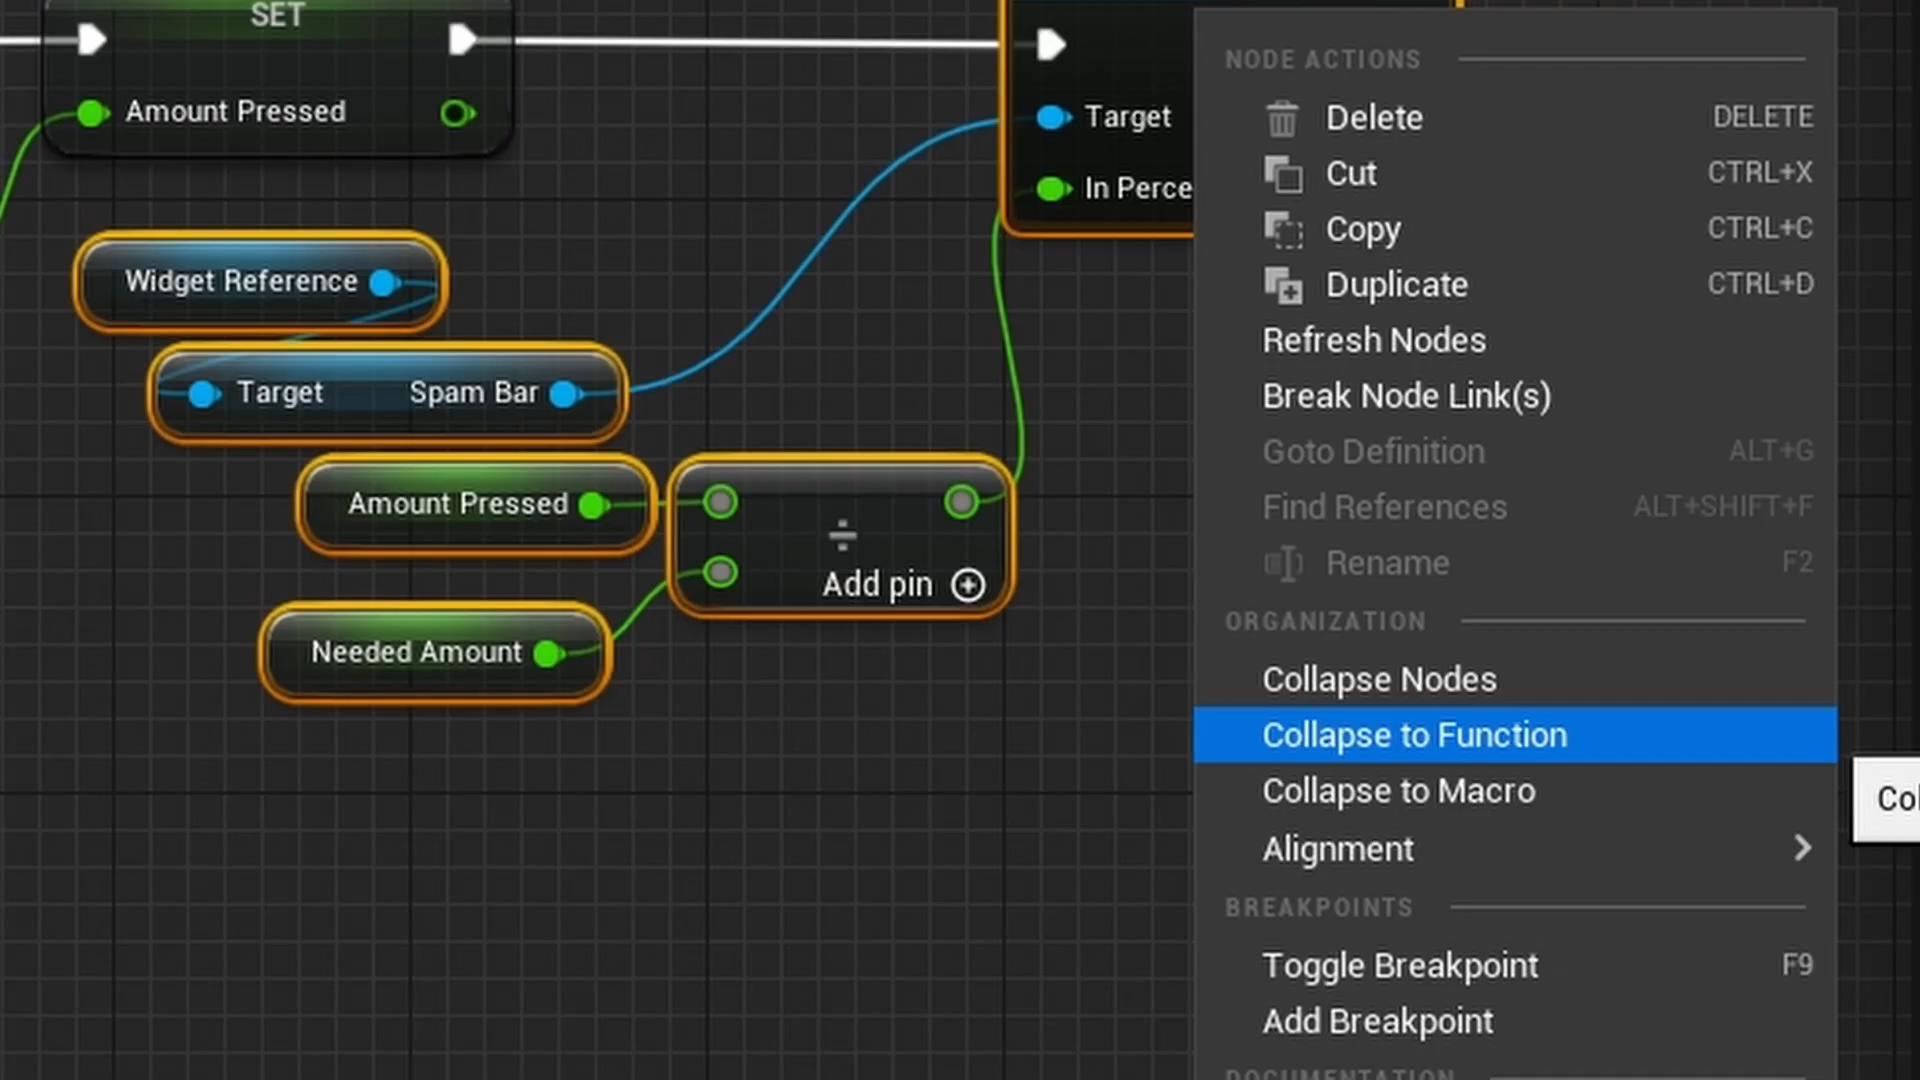 SET
Amount Pressed
Target
In Perce
Widget Reference
Target Spam Bar
Amount Pressed
÷
Add pin
Needed Amount
NODE ACTIONS
Delete DELETE
Cut CTRL+X
Copy CTRL+C
Duplicate CTRL+D
Refresh Nodes
Break Node Link(s)
Goto Definition ALT+G
Find References ALT+SHIFT+F
Rename F2
ORGANIZATION
Collapse Nodes
Collapse to Function
Collapse to Macro
Alignment
BREAKPOINTS
Toggle Breakpoint F9
Add Breakpoint
DOCUMENTATION
Col